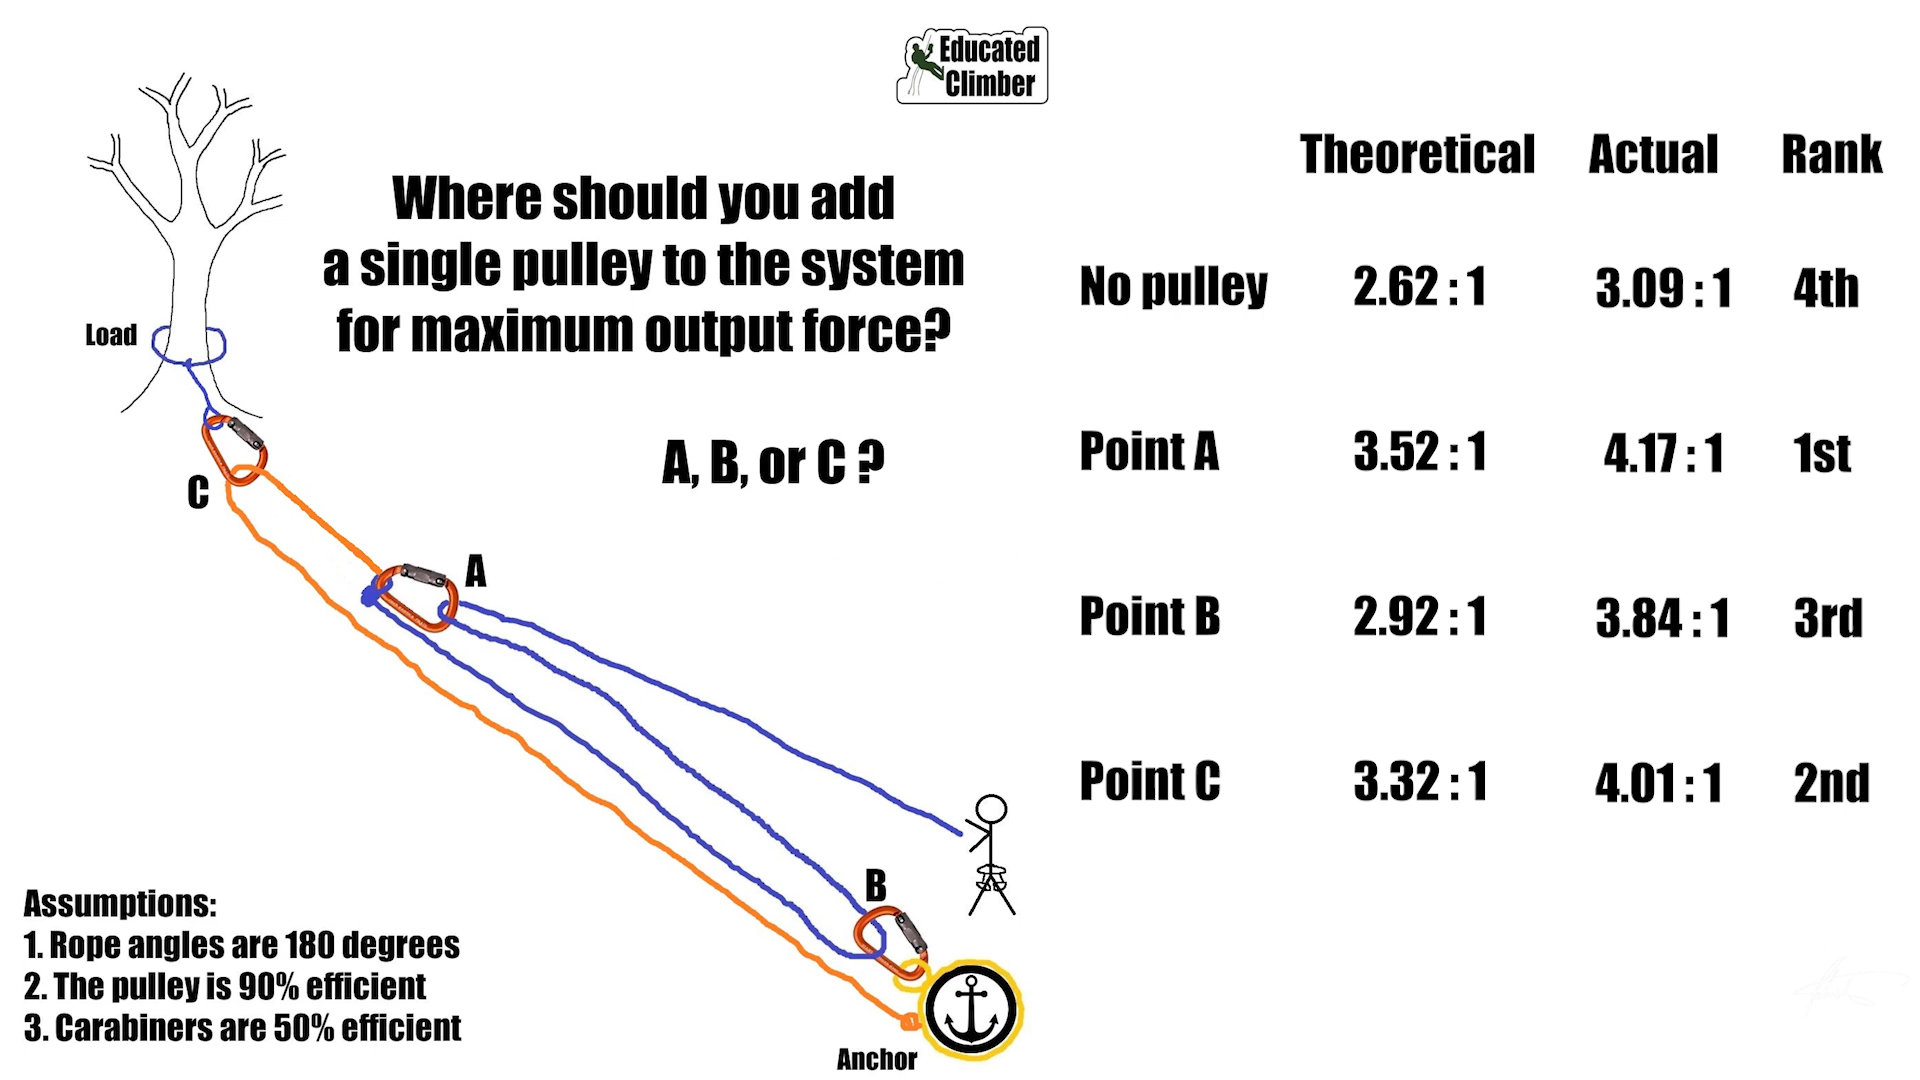 Educated
Climber
Where should you add
a single pulley to the system
for maximum output force?
A, B, or C ?
Load
C
A
B
Anchor
Assumptions:
1. Rope angles are 180 degrees
2. The pulley is 90% efficient
3. Carabiners are 50% efficient
Theoretical Actual Rank
No pulley 2.62 : 1 3.09 : 1 4th
Point A 3.52 : 1 4.17 : 1 1st
Point B 2.92 : 1 3.84 : 1 3rd
Point C 3.32 : 1 4.01 : 1 2nd